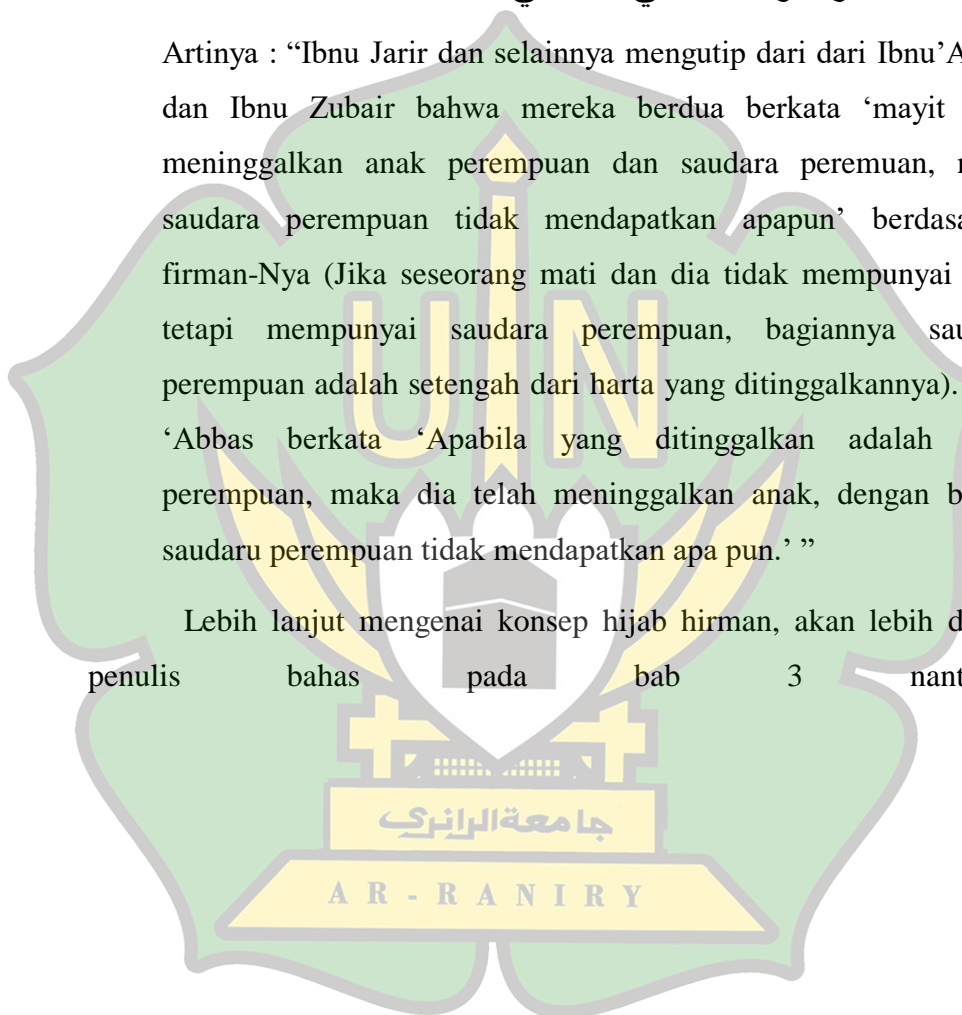 Artinya : “Ibnu Jarir dan selainnya mengutip dari dari Ibnu’A
dan Ibnu Zubair bahwa mereka berdua berkata ‘mayit
meninggalkan anak perempuan dan saudara peremuan,
saudara perempuan tidak mendapatkan apapun’ berdasa
firman-Nya (Jika seseorang mati dan dia tidak mempunyai
tetapi mempunyai saudara perempuan, bagiannya sau
perempuan adalah setengah dari harta yang ditinggalkannya).
‘Abbas berkata ‘Apabila yang ditinggalkan adalah
perempuan, maka dia telah meninggalkan anak, dengan b
saudaru perempuan tidak mendapatkan apa pun.’ ”
Lebih lanjut mengenai konsep hijab hirman, akan lebih d
penulis bahas pada bab 3 nant
UIN
جامعةالرانري
AR-RANIRY